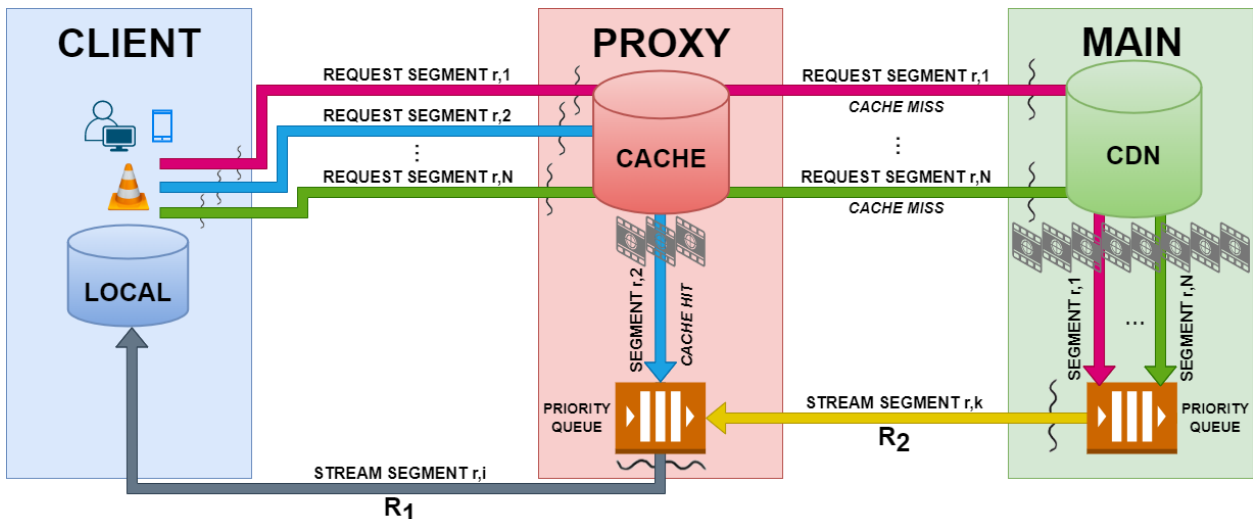 CLIENT
PROXY
MAIN
REQUEST SEGMENT r,1
REQUEST SEGMENT r,1
CACHE MISS
REQUEST SEGMENT r,2
⋮
⋮
CACHE
CDN
REQUEST SEGMENT r,N
REQUEST SEGMENT r,N
CACHE MISS
LOCAL
SEGMENT r,2
CACHE HIT
SEGMENT r,1
...
SEGMENT r,N
PRIORITY
QUEUE
STREAM SEGMENT r,k
R2
PRIORITY
QUEUE
STREAM SEGMENT r,i
R1